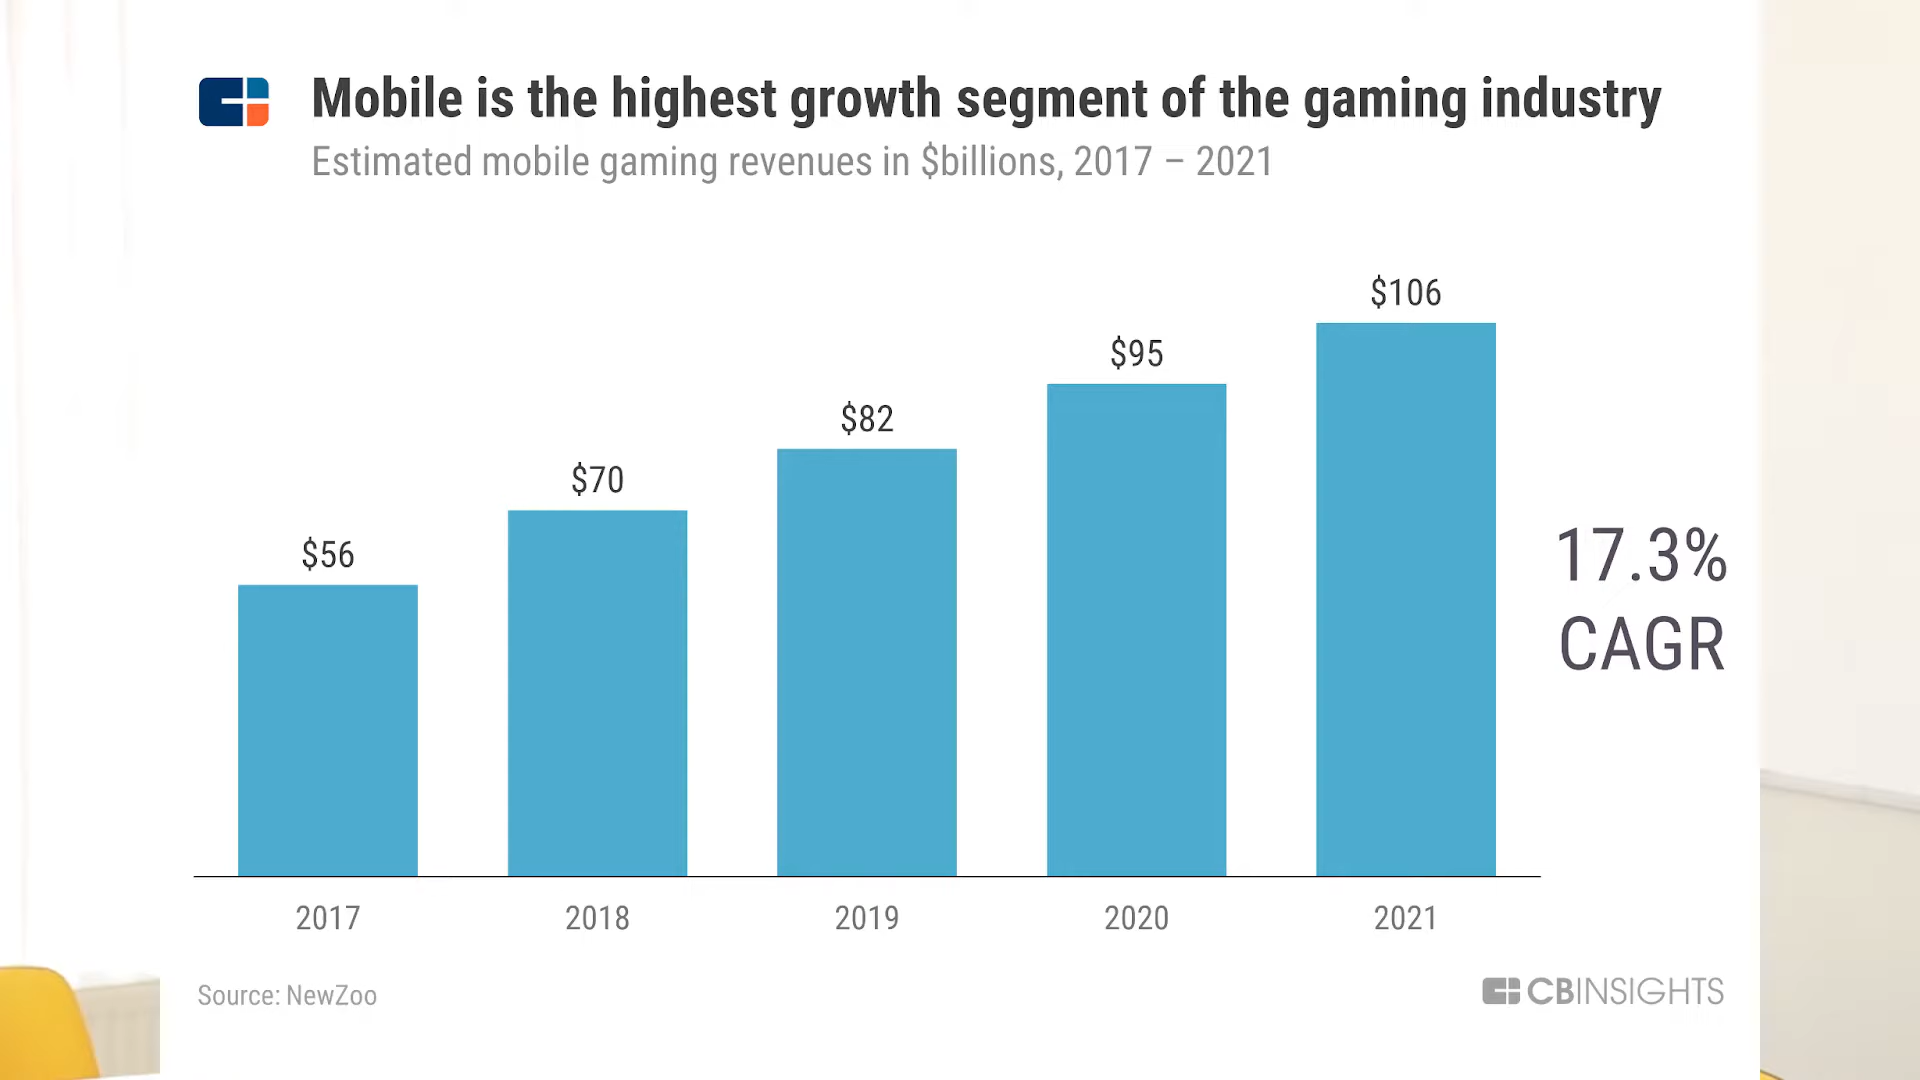 Mobile is the highest growth segment of the gaming industry
Estimated mobile gaming revenues in $billions, 2017 – 2021
$56
$70
$82
$95
$106
17.3%
CAGR
2017
2018
2019
2020
2021
Source: NewZoo
CBINSIGHTS